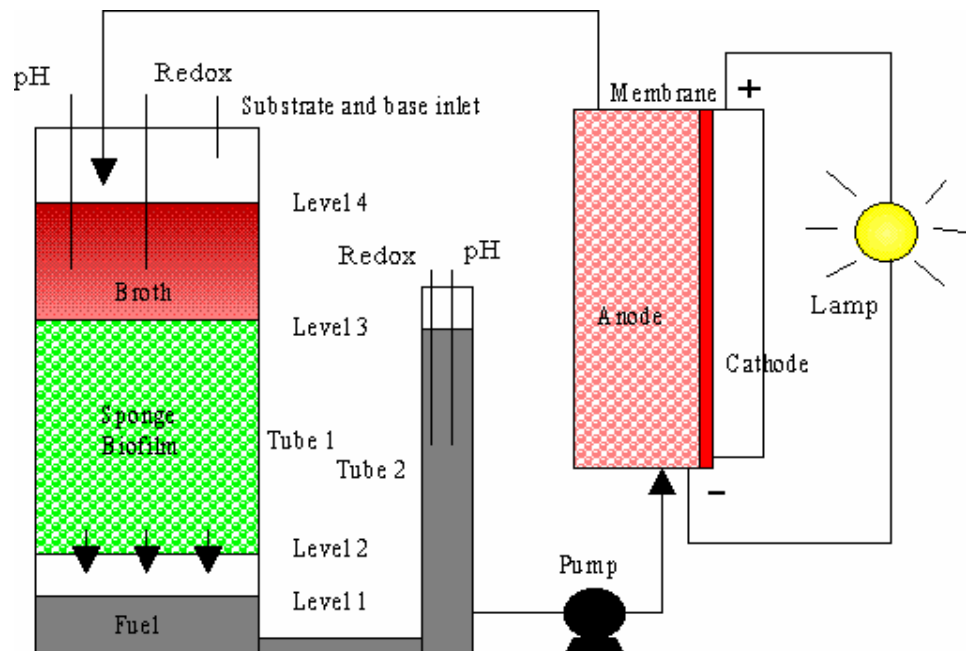 pH
Redox
Substrate and base inlet
Membrane
+
Level 4
Redox
pH
Broth
Level 3
Anode
Lamp
Cathode
Sponge
Biofilm
Tube 1
Tube 2
Level 2
−
Pump
Level 1
Fuel